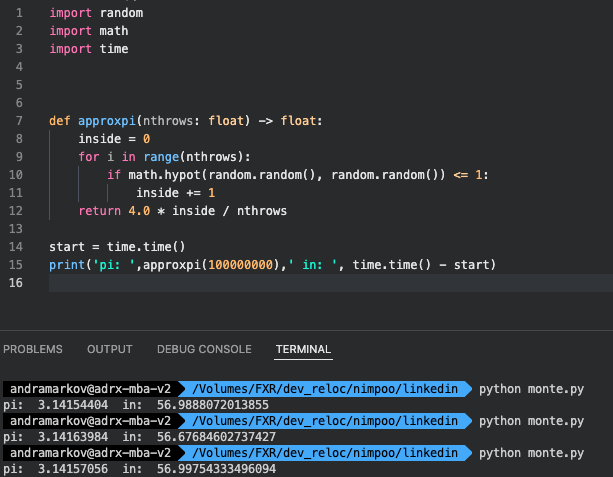 1 import random
2 import math
3 import time
4
5
6
7 def approxpi(nthrows: float) -> float:
8     inside = 0
9     for i in range(nthrows):
10         if math.hypot(random.random(), random.random()) <= 1:
11             inside += 1
12     return 4.0 * inside / nthrows
13
14 start = time.time()
15 print('pi: ',approxpi(100000000),' in: ', time.time() - start)
16
PROBLEMS OUTPUT DEBUG CONSOLE TERMINAL
andramarkov@adrx-mba-v2 /Volumes/FXR/dev_reloc/nimpoo/linkedin python monte.py
pi:  3.14154404  in:  56.9888072013855
andramarkov@adrx-mba-v2 /Volumes/FXR/dev_reloc/nimpoo/linkedin python monte.py
pi:  3.14163984  in:  56.67684602737427
andramarkov@adrx-mba-v2 /Volumes/FXR/dev_reloc/nimpoo/linkedin python monte.py
pi:  3.14157056  in:  56.99754333496094